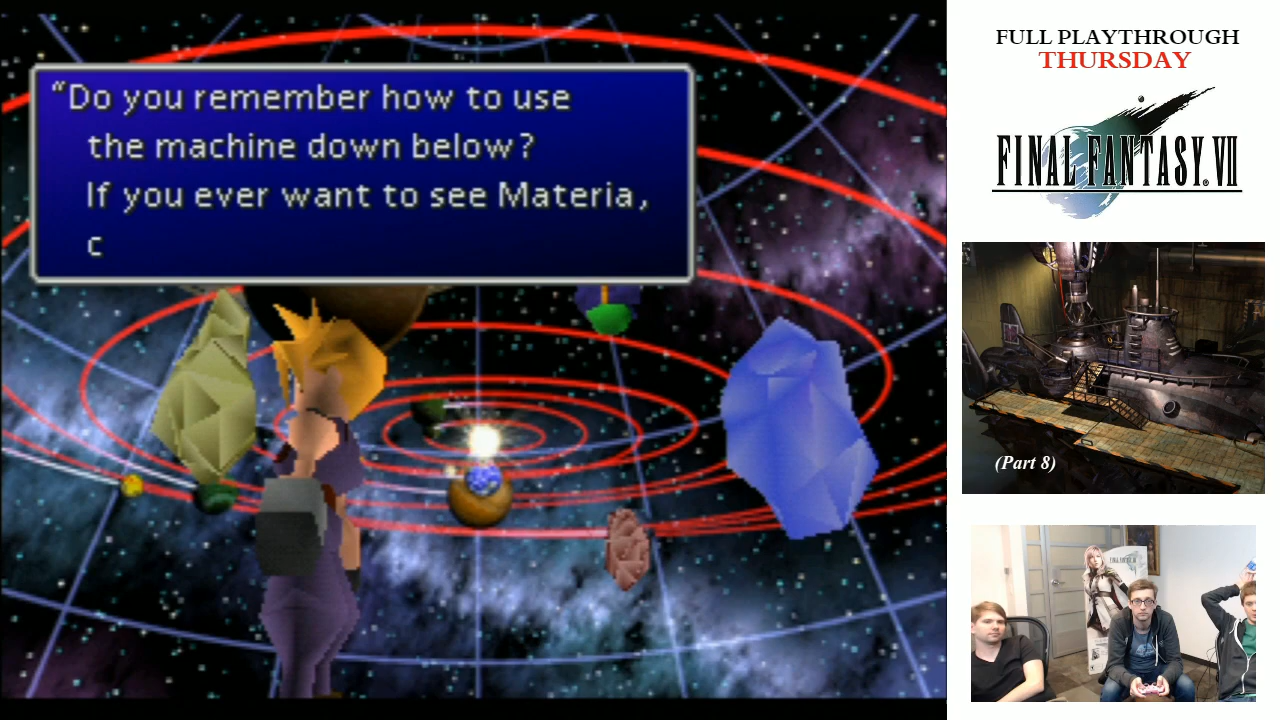 “Do you remember how to use
the machine down below?
If you ever want to see Materia,
c
FULL PLAYTHROUGH
THURSDAY
FINAL FANTASY. VII
(Part 8)